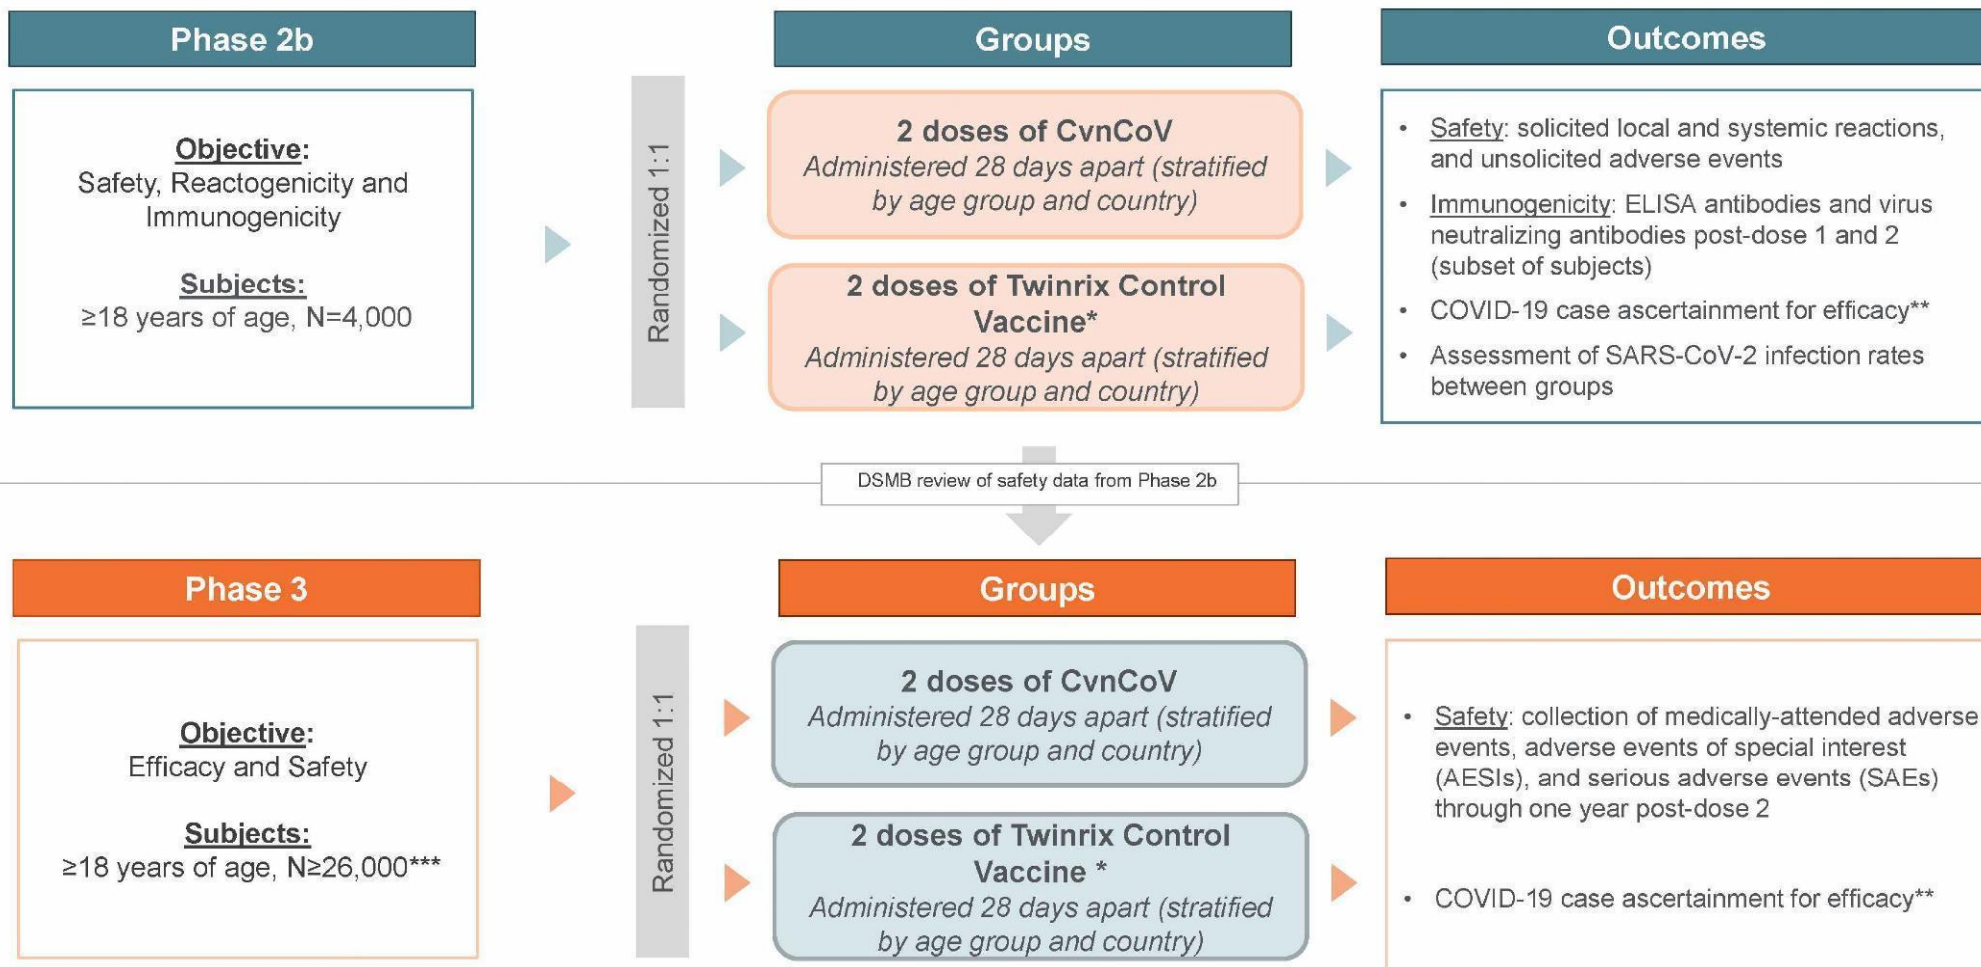 Phase 2b
Objective:
Safety, Reactogenicity and
Immunogenicity
Subjects:
≥18 years of age, N=4,000
Randomized 1:1
Groups
2 doses of CvnCoV
Administered 28 days apart (stratified
by age group and country)
2 doses of Twinrix Control
Vaccine*
Administered 28 days apart (stratified
by age group and country)
Outcomes
• Safety: solicited local and systemic reactions,
and unsolicited adverse events
• Immunogenicity: ELISA antibodies and virus
neutralizing antibodies post-dose 1 and 2
(subset of subjects)
• COVID-19 case ascertainment for efficacy**
• Assessment of SARS-CoV-2 infection rates
between groups
DSMB review of safety data from Phase 2b
Phase 3
Objective:
Efficacy and Safety
Subjects:
≥18 years of age, N≥26,000***
Randomized 1:1
Groups
2 doses of CvnCoV
Administered 28 days apart (stratified
by age group and country)
2 doses of Twinrix Control
Vaccine *
Administered 28 days apart (stratified
by age group and country)
Outcomes
• Safety: collection of medically-attended adverse
events, adverse events of special interest
(AESIs), and serious adverse events (SAEs)
through one year post-dose 2
• COVID-19 case ascertainment for efficacy**